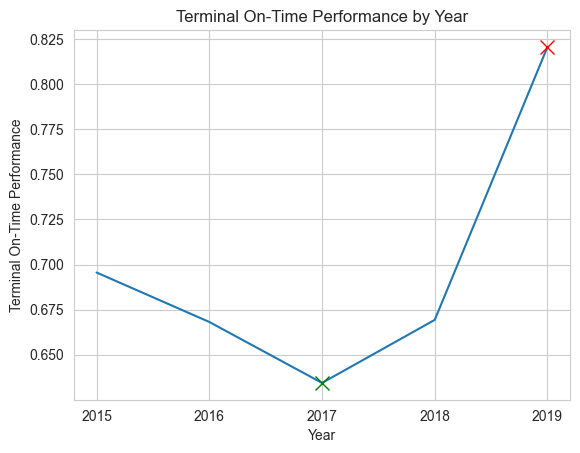 Terminal On-Time Performance by Year
Terminal On-Time Performance
0.825
0.800
0.775
0.750
0.725
0.700
0.675
0.650
2015 2016 2017 2018 2019
Year